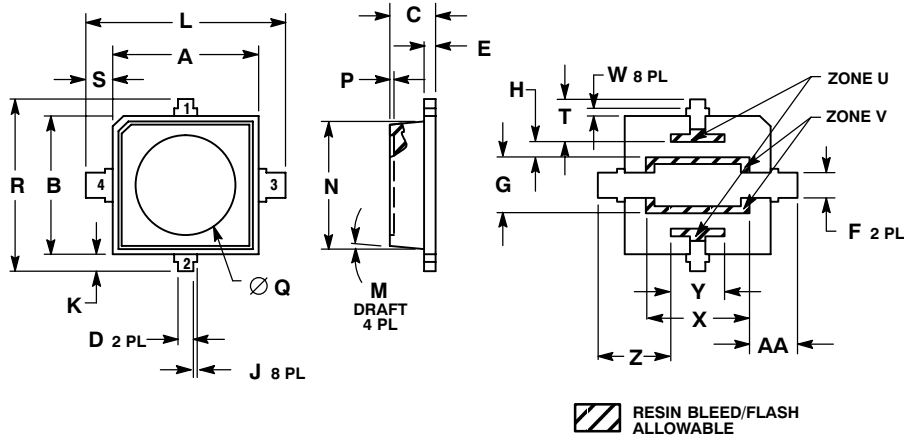 L
A
S
C
E
P
1
4
3
2
R
B
K
D 2 PL
J 8 PL
Ø Q
N
M
DRAFT
4 PL
H
T
W 8 PL
ZONE U
ZONE V
G
F 2 PL
Y
X
Z
AA
RESIN BLEED/FLASH
ALLOWABLE